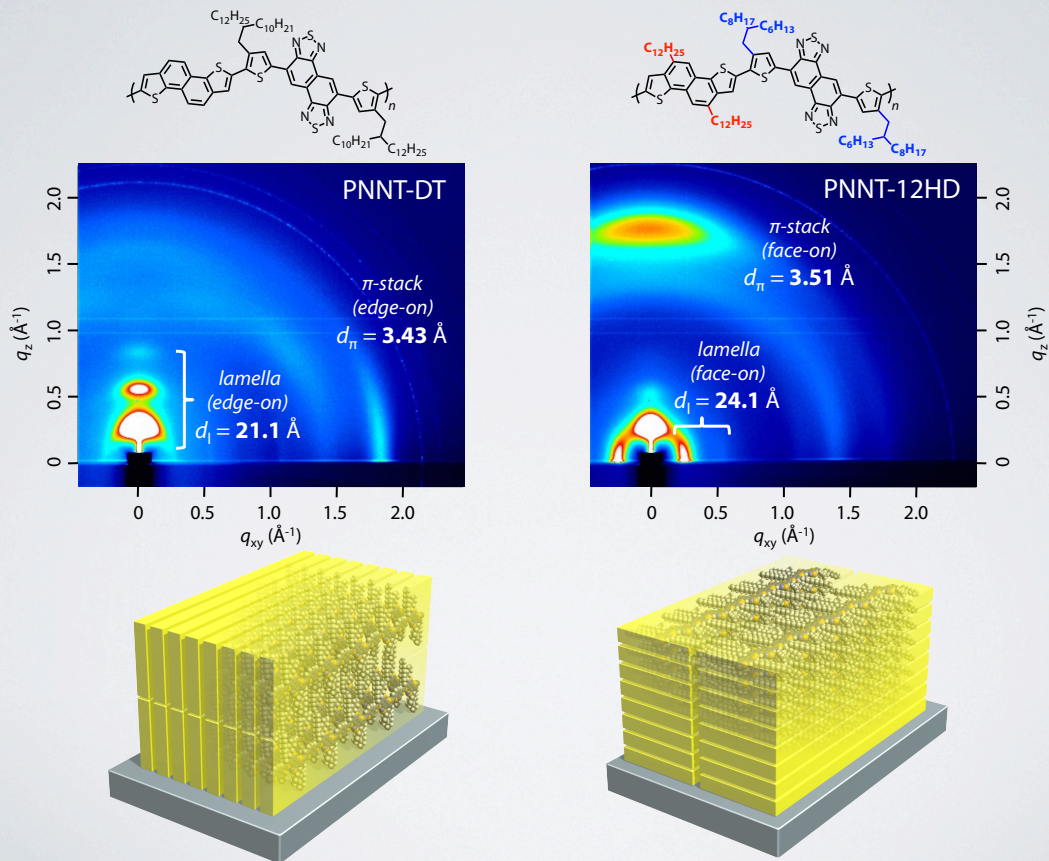 C₁₂H₂₅
C₁₀H₂₁
S
S
S
N
N
S
N
N
S
S
n
C₁₀H₂₁
C₁₂H₂₅
C₈H₁₇
C₆H₁₃
C₁₂H₂₅
S
S
S
N
N
S
N
N
S
S
n
C₁₂H₂₅
C₆H₁₃
C₈H₁₇
PNNT-DT
π-stack
(edge-on)
dπ = 3.43 Å
lamella
(edge-on)
dₗ = 21.1 Å
2.0
1.5
1.0
0.5
0
qz (Å⁻¹)
0
0.5
1.0
1.5
2.0
qxy (Å⁻¹)
PNNT-12HD
π-stack
(face-on)
dπ = 3.51 Å
lamella
(face-on)
dₗ = 24.1 Å
2.0
1.5
1.0
0.5
0
qz (Å⁻¹)
0
0.5
1.0
1.5
2.0
qxy (Å⁻¹)